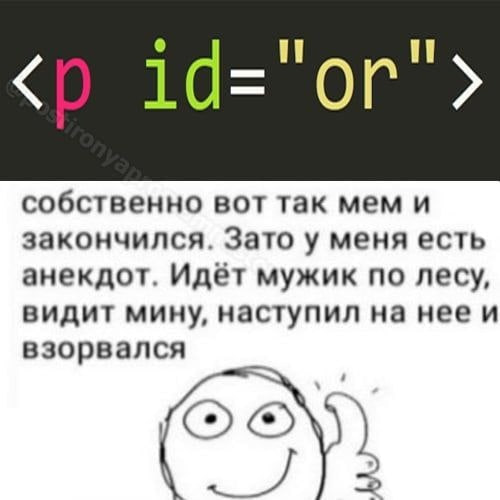 <p id="or">
собственно вот так мем и
закончился. Зато у меня есть
анекдот. Идёт мужик по лесу,
видит мину, наступил на нее и
взорвался